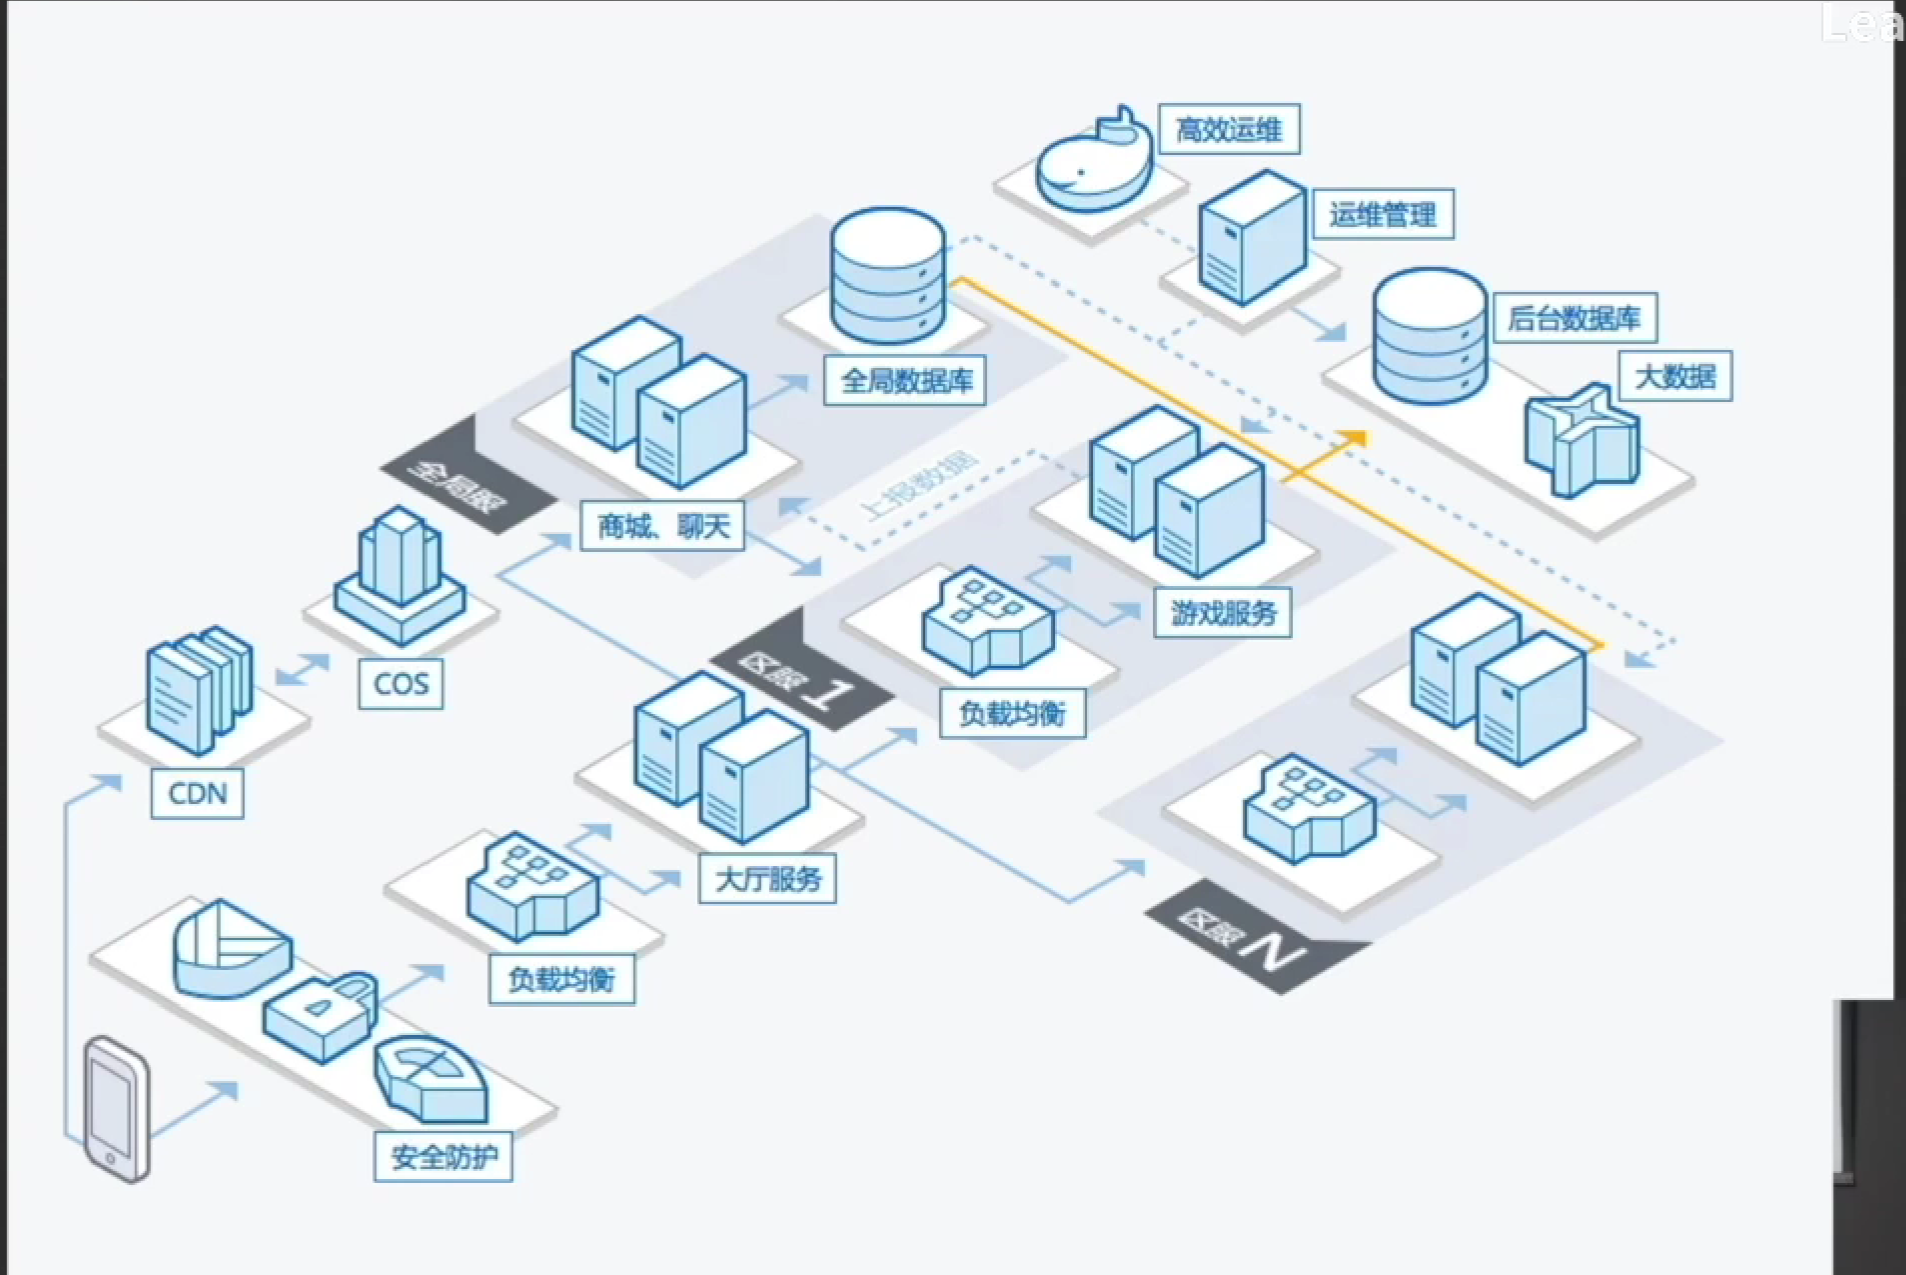 Lea
高效运维
运维管理
后台数据库
大数据
全局数据库
全局服
商城、聊天
上报数据
游戏服务
COS
区服 1
负载均衡
CDN
大厅服务
区服 N
负载均衡
安全防护